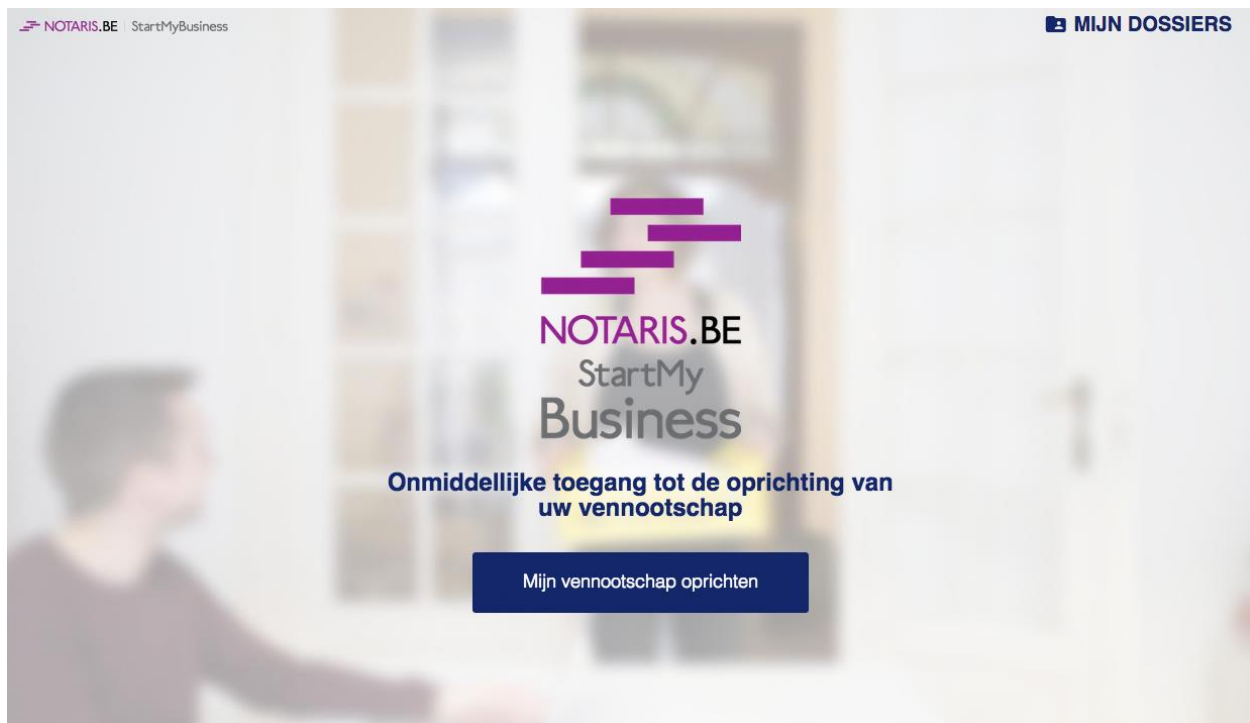 NOTARIS.BE | StartMyBusiness
MIJN DOSSIERS
NOTARIS.BE
StartMy
Business
Onmiddellijke toegang tot de oprichting van
uw vennootschap
Mijn vennootschap oprichten